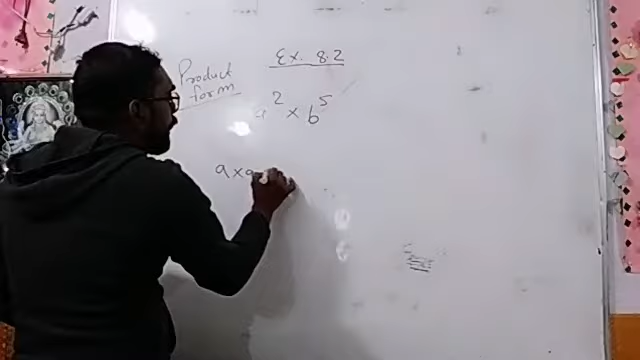 Ex. 8.2
Product
form
a² × b⁵
a × a